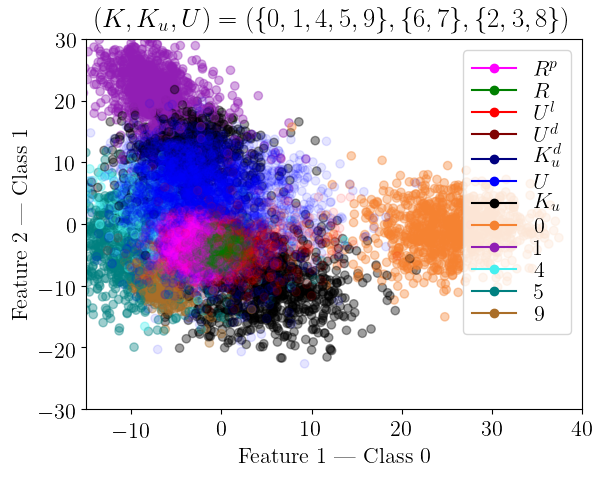 (K, K_u, U) = ({0, 1, 4, 5, 9}, {6, 7}, {2, 3, 8})
30
20
10
0
−10
−20
−30
Feature 2 — Class 1
R^p
R
U^l
U^d
K_u^d
U
K_u
0
1
4
5
9
−10
0
10
20
30
40
Feature 1 — Class 0